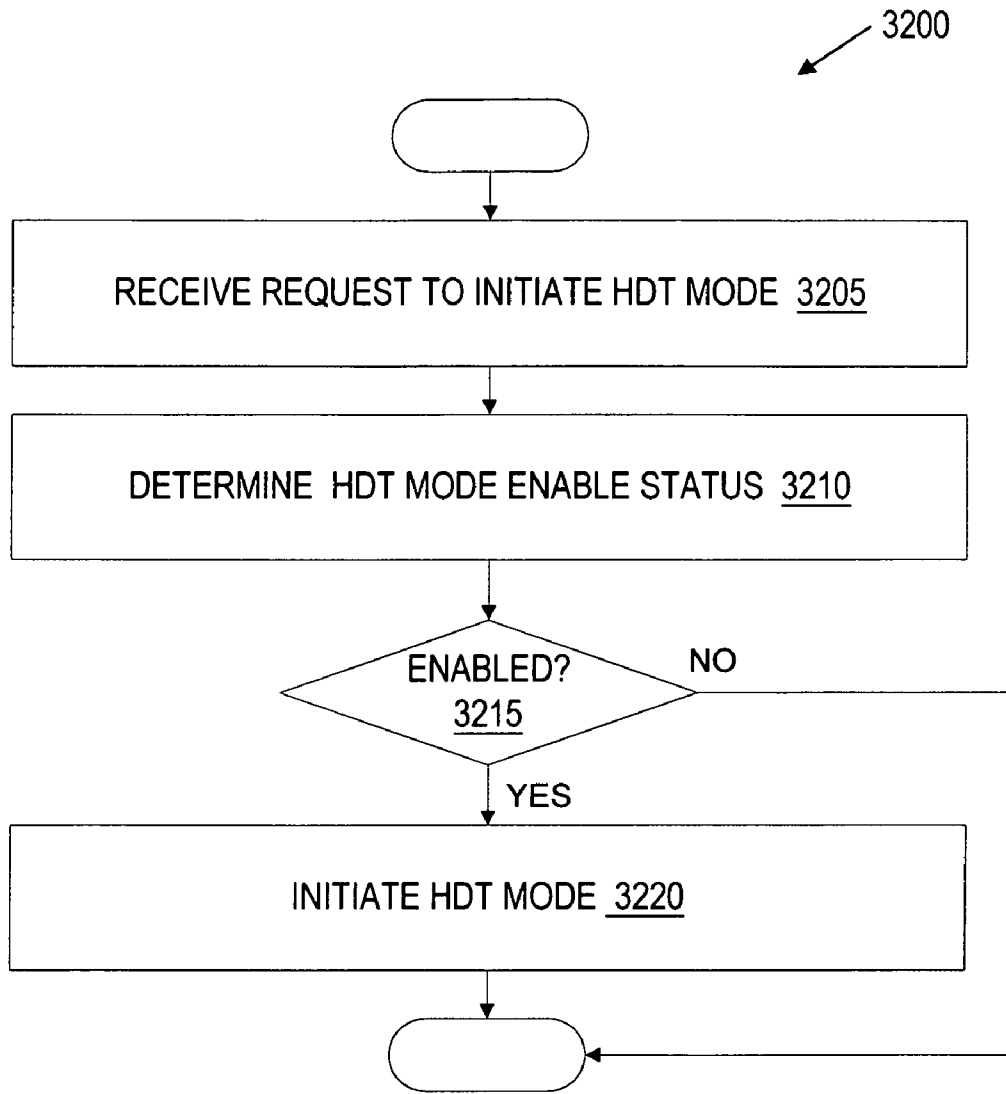 3200
RECEIVE REQUEST TO INITIATE HDT MODE 3205
DETERMINE HDT MODE ENABLE STATUS 3210
ENABLED?
3215
NO
YES
INITIATE HDT MODE 3220